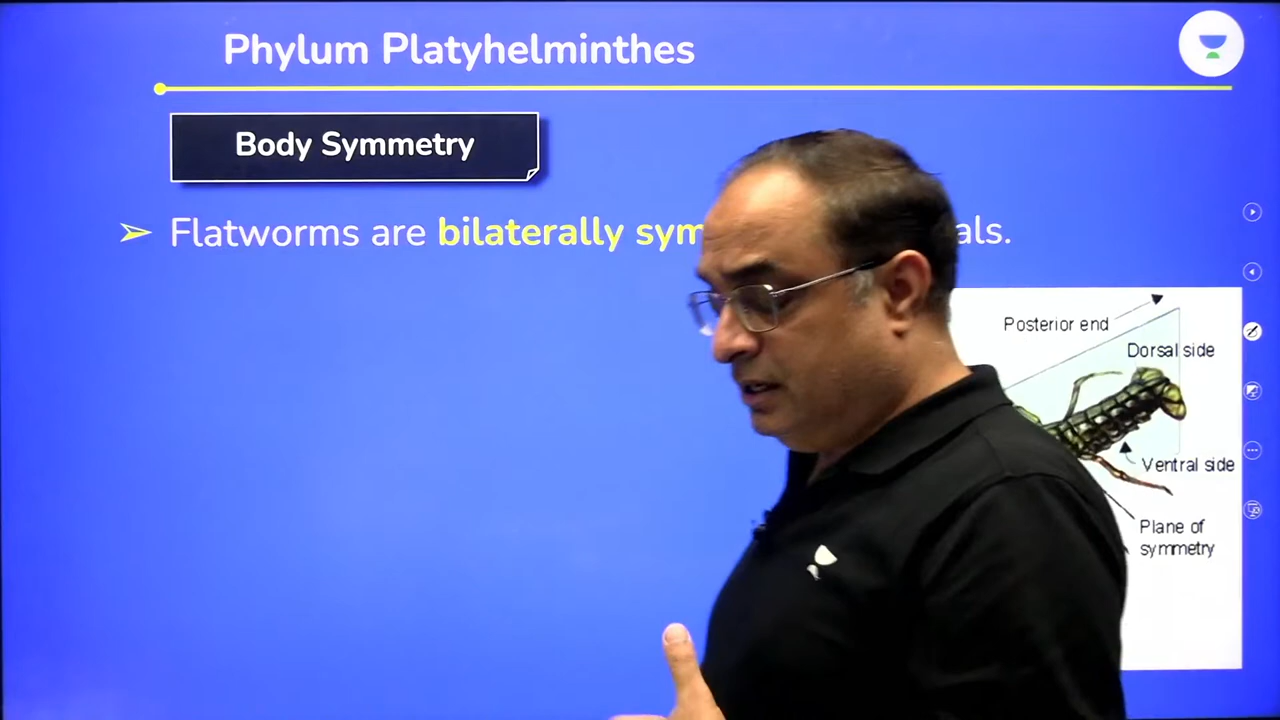 Phylum Platyhelminthes
Body Symmetry
Flatworms are bilaterally sym als.
Posterior end
Dorsal side
Ventral side
Plane of
symmetry